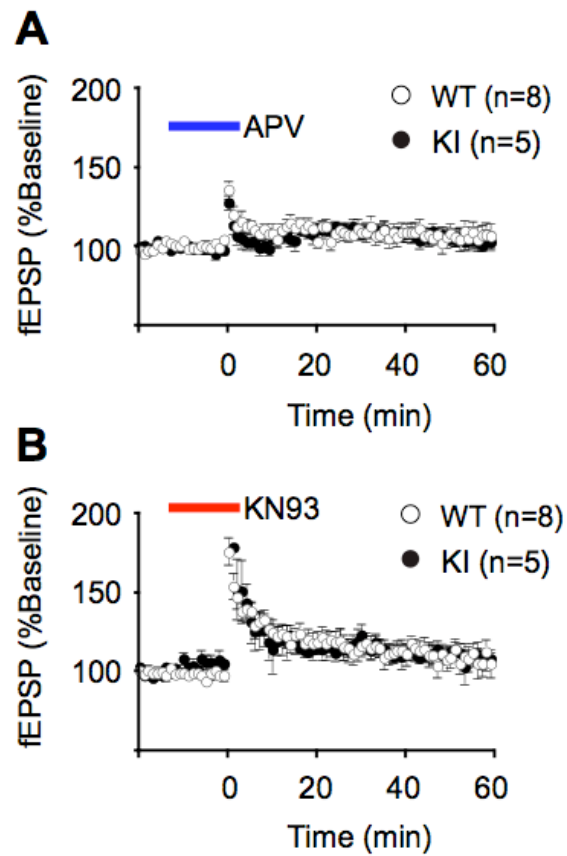 A
fEPSP (%Baseline)
200
150
100
APV
WT (n=8)
KI (n=5)
0 20 40 60
Time (min)
B
fEPSP (%Baseline)
200
150
100
KN93
WT (n=8)
KI (n=5)
0 20 40 60
Time (min)